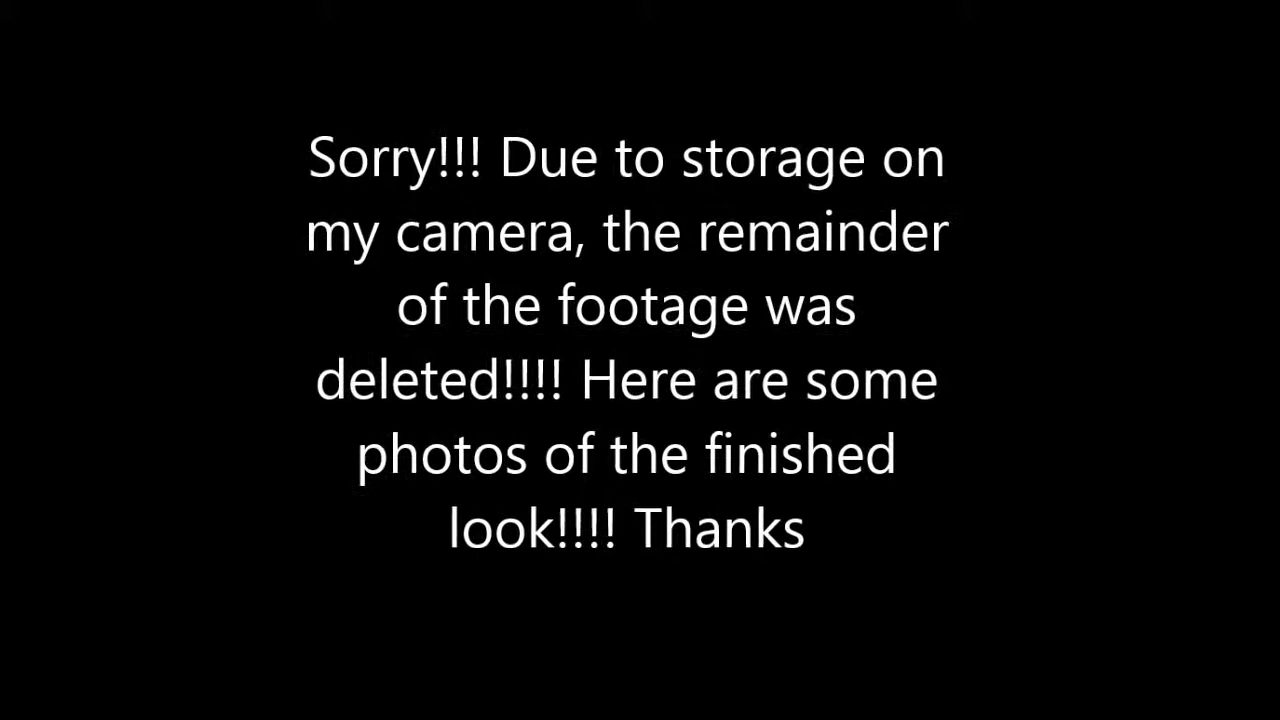 Sorry!!! Due to storage on
my camera, the remainder
of the footage was
deleted!!!! Here are some
photos of the finished
look!!!! Thanks